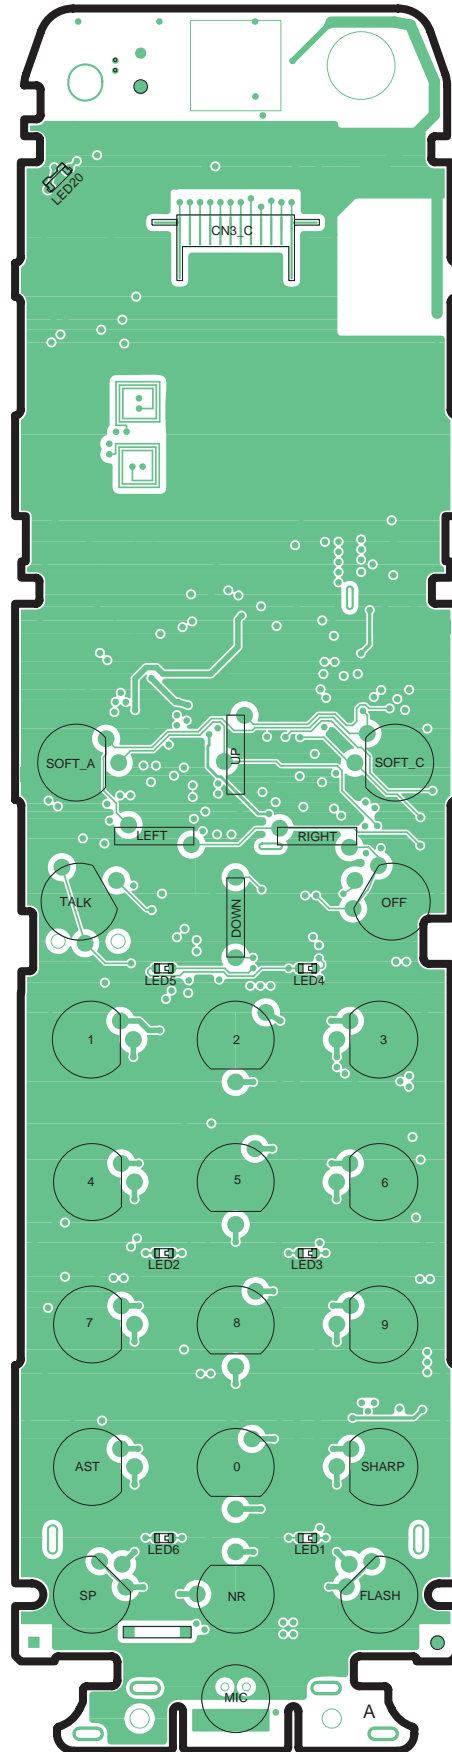 LED20
CN3_C
UP
SOFT_A
SOFT_C
LEFT
RIGHT
TALK
DOWN
OFF
LED5
LED4
1
2
3
4
5
6
LED2
LED3
7
8
9
AST
0
SHARP
LED6
LED1
SP
NR
FLASH
MIC
A